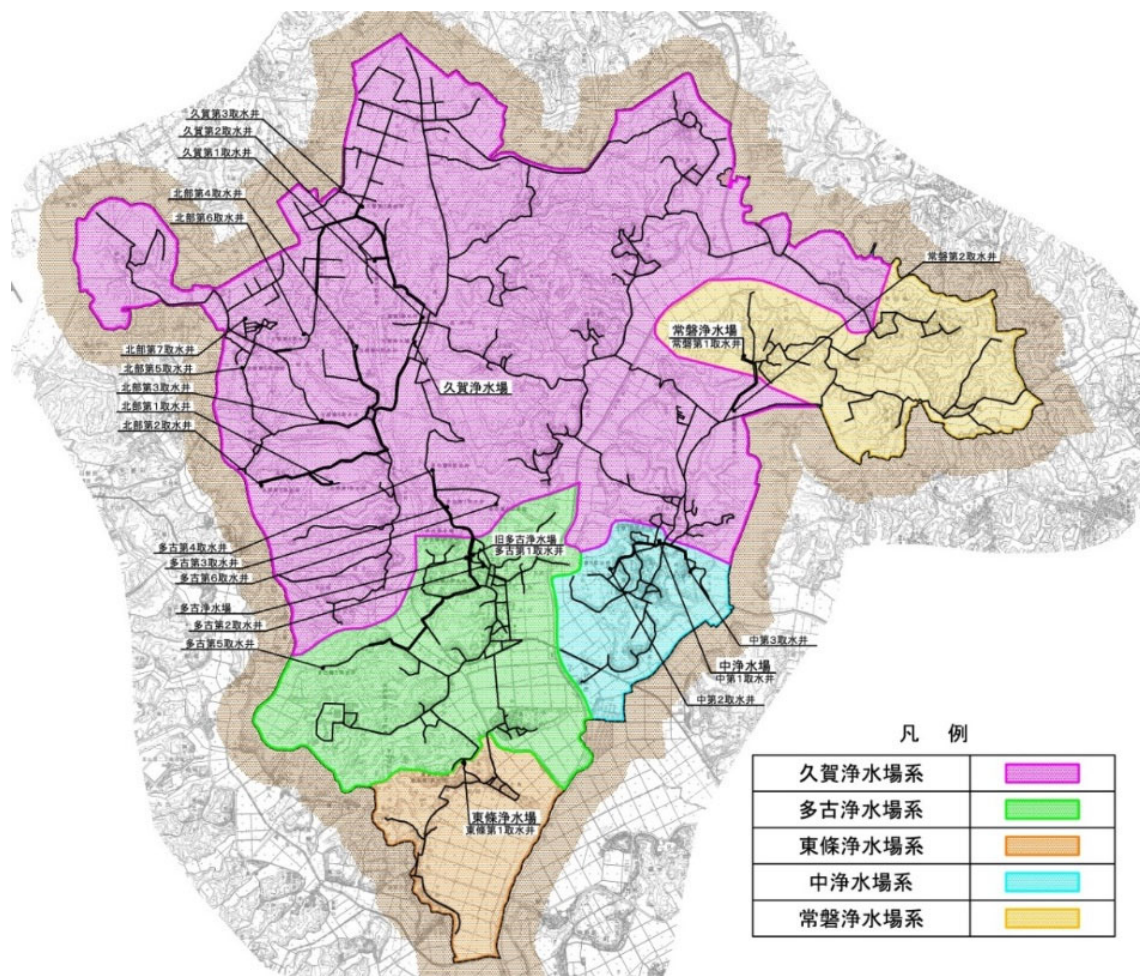 久賀第3取水井
久賀第2取水井
久賀第1取水井
北部第4取水井
北部第6取水井
常磐第2取水井
常磐浄水場
常磐第1取水井
北部第7取水井
北部第5取水井
北部第3取水井
北部第1取水井
北部第2取水井
久賀浄水場
多古第4取水井
多古第3取水井
多古第6取水井
旧多古浄水場
多古第1取水井
多古浄水場
多古第2取水井
多古第5取水井
中第3取水井
中浄水場
中第1取水井
中第2取水井
東條浄水場
東條第1取水井
凡 例
久賀浄水場系
多古浄水場系
東條浄水場系
中浄水場系
常磐浄水場系